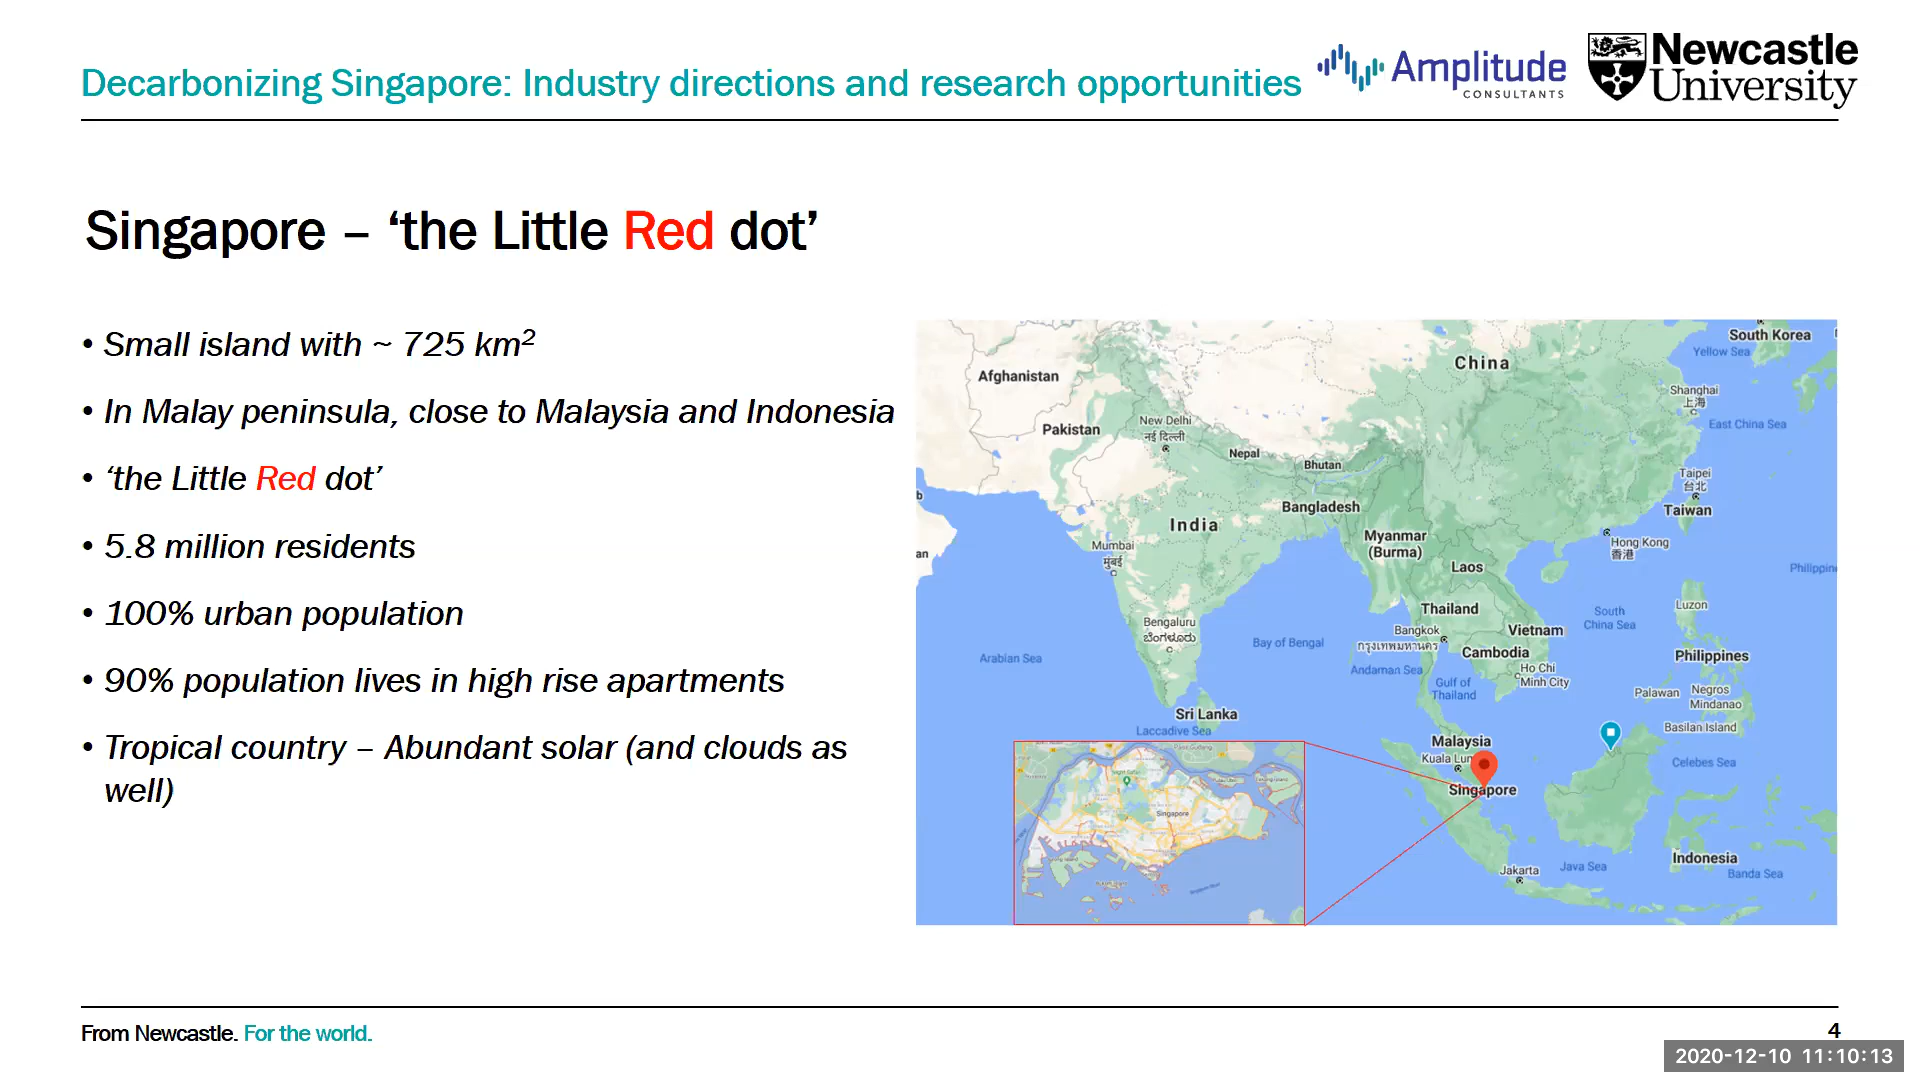 Decarbonizing Singapore: Industry directions and research opportunities
Amplitude
CONSULTANTS
Newcastle
University
Singapore – ‘the Little Red dot’
• Small island with ~ 725 km²
• In Malay peninsula, close to Malaysia and Indonesia
• ‘the Little Red dot’
• 5.8 million residents
• 100% urban population
• 90% population lives in high rise apartments
• Tropical country – Abundant solar (and clouds as
well)
South Korea
Yellow Sea
China
Afghanistan
Shanghai
上海
East China Sea
Pakistan
New Delhi
नई दिल्ली
Nepal
Bhutan
Taipei
台北
Taiwan
Bangladesh
India
Myanmar
(Burma)
Hong Kong
香港
Mumbai
मुंबई
Laos
Philippin
Thailand
Luzon
South
China Sea
Bengaluru
ಬೆಂಗಳೂರು
Bangkok
กรุงเทพมหานคร
Vietnam
Bay of Bengal
Cambodia
Philippines
Arabian Sea
Andaman Sea
Ho Chi
Minh City
Gulf of
Thailand
Palawan
Negros
Mindanao
Sri Lanka
Laccadive Sea
Basilan Island
Malaysia
Kuala Lum
Celebes Sea
Singapore
Singapore
Indonesia
Java Sea
Jakarta
Banda Sea
From Newcastle. For the world.
4
2020-12-10 11:10:13